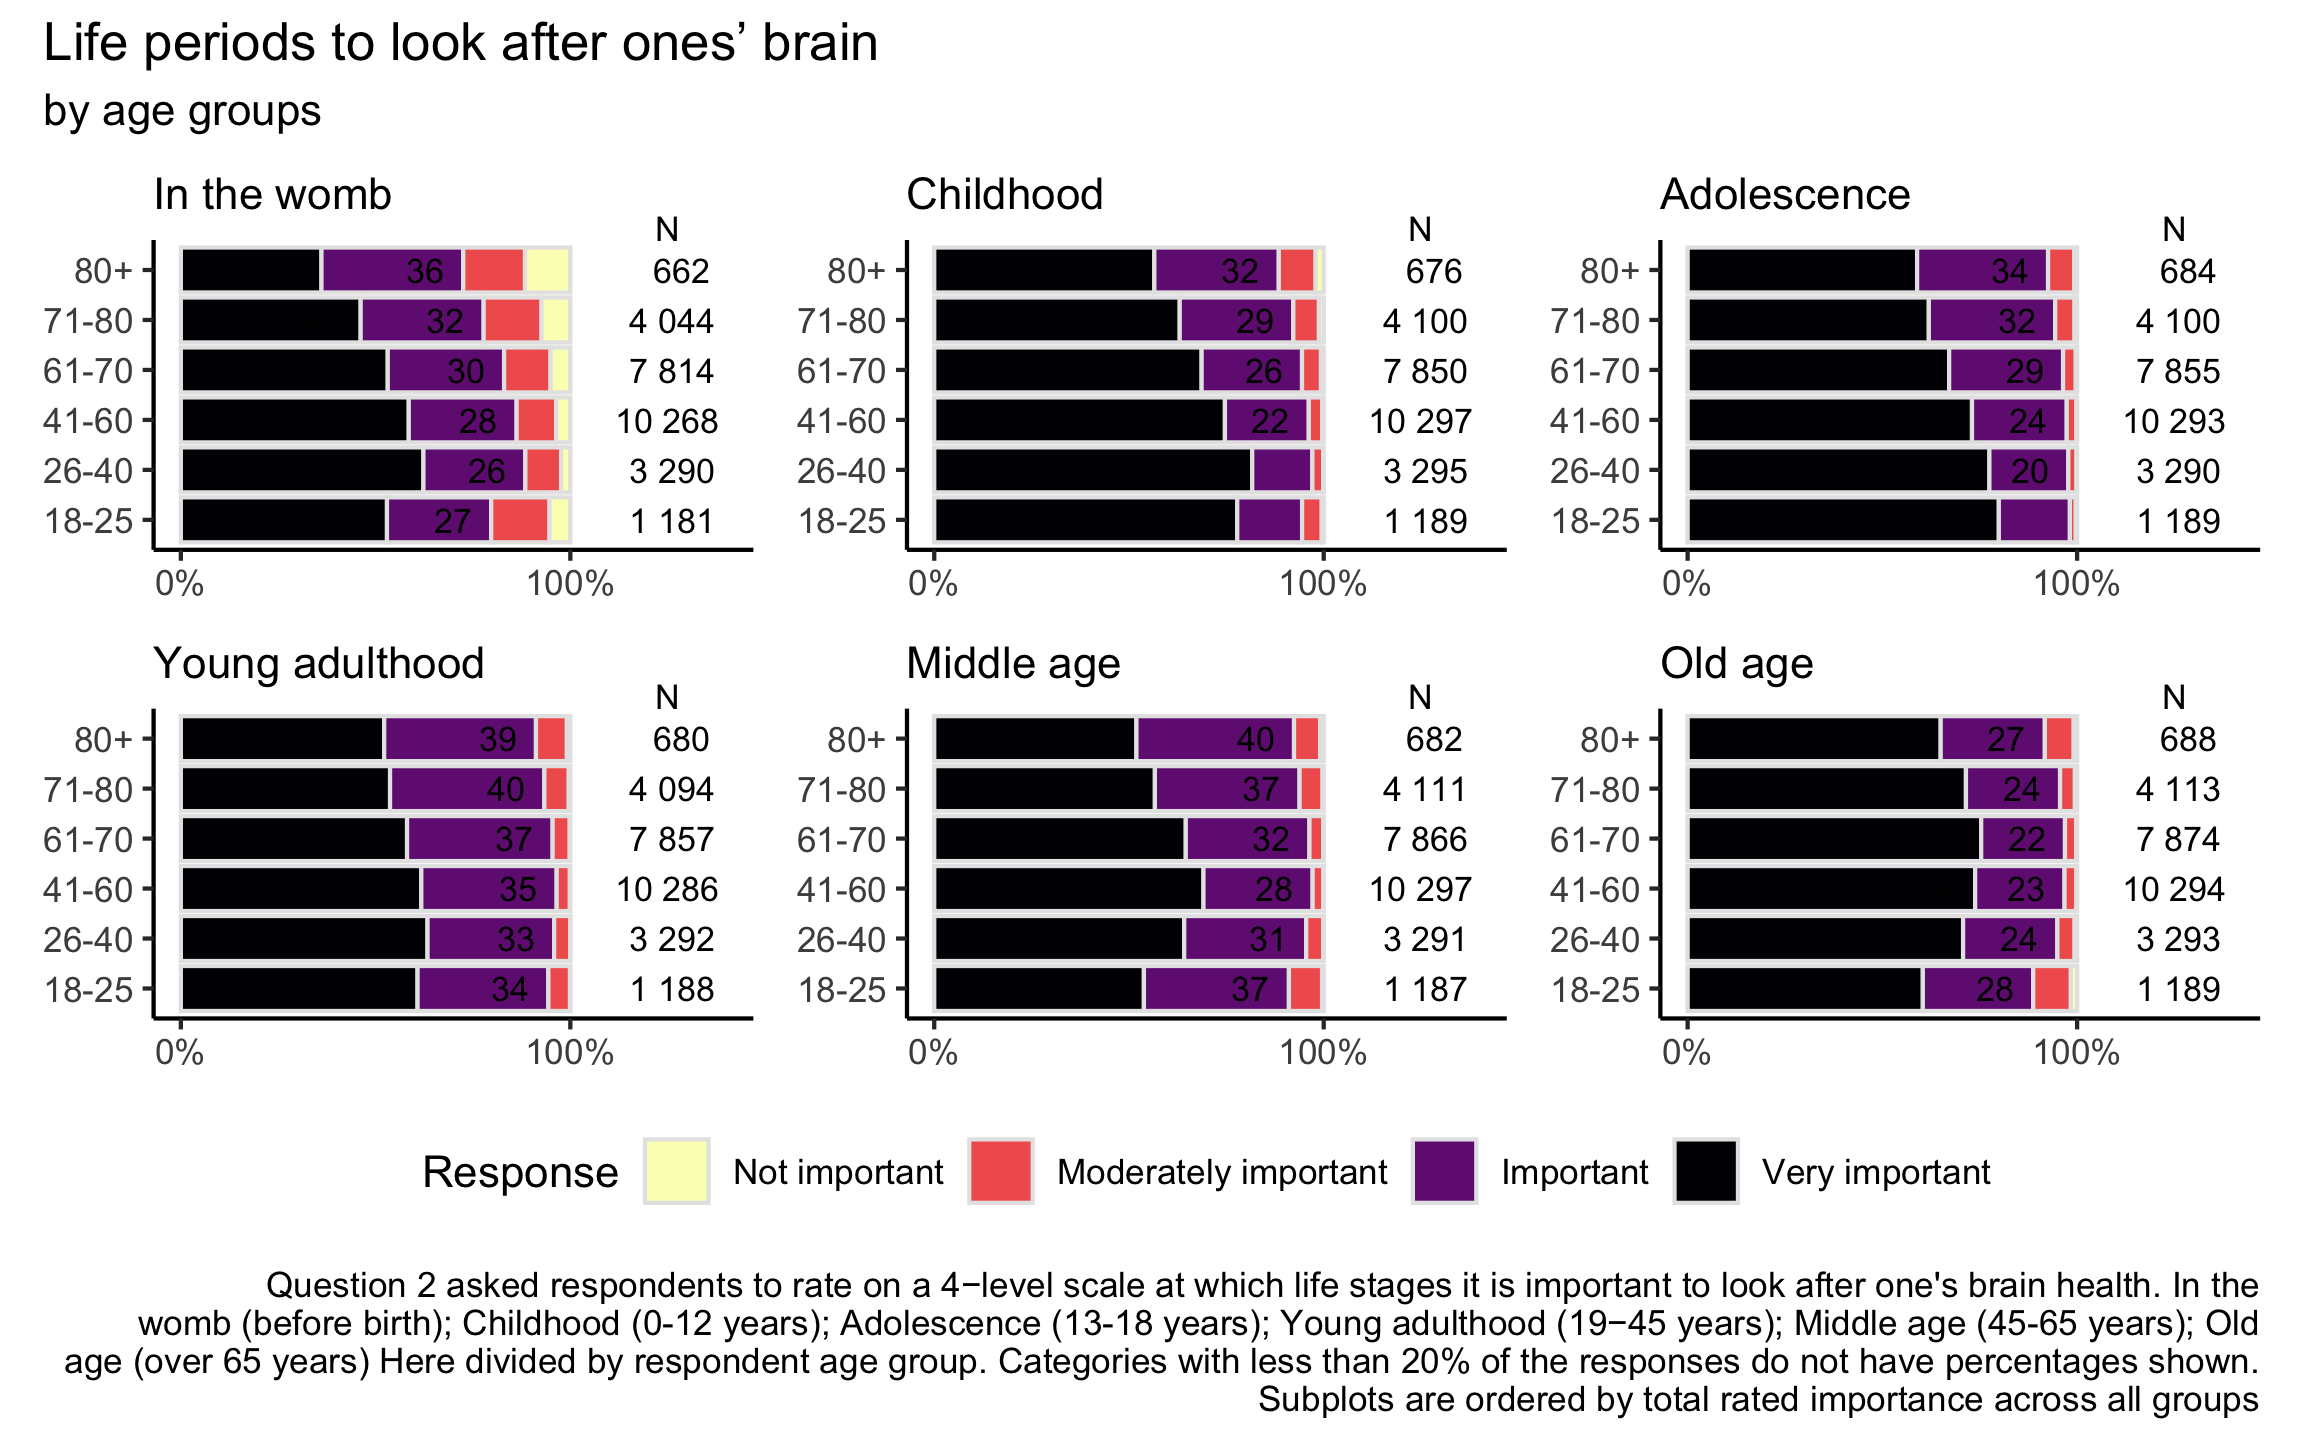 Life periods to look after ones’ brain
by age groups
In the womb
N
80+ 36 662
71-80 32 4 044
61-70 30 7 814
41-60 28 10 268
26-40 26 3 290
18-25 27 1 181
0% 100%
Childhood
N
80+ 32 676
71-80 29 4 100
61-70 26 7 850
41-60 22 10 297
26-40 3 295
18-25 1 189
0% 100%
Adolescence
N
80+ 34 684
71-80 32 4 100
61-70 29 7 855
41-60 24 10 293
26-40 20 3 290
18-25 1 189
0% 100%
Young adulthood
N
80+ 39 680
71-80 40 4 094
61-70 37 7 857
41-60 35 10 286
26-40 33 3 292
18-25 34 1 188
0% 100%
Middle age
N
80+ 40 682
71-80 37 4 111
61-70 32 7 866
41-60 28 10 297
26-40 31 3 291
18-25 37 1 187
0% 100%
Old age
N
80+ 27 688
71-80 24 4 113
61-70 22 7 874
41-60 23 10 294
26-40 24 3 293
18-25 28 1 189
0% 100%
Response Not important Moderately important Important Very important
Question 2 asked respondents to rate on a 4−level scale at which life stages it is important to look after one's brain health. In the
womb (before birth); Childhood (0-12 years); Adolescence (13-18 years); Young adulthood (19−45 years); Middle age (45-65 years); Old
age (over 65 years) Here divided by respondent age group. Categories with less than 20% of the responses do not have percentages shown.
Subplots are ordered by total rated importance across all groups